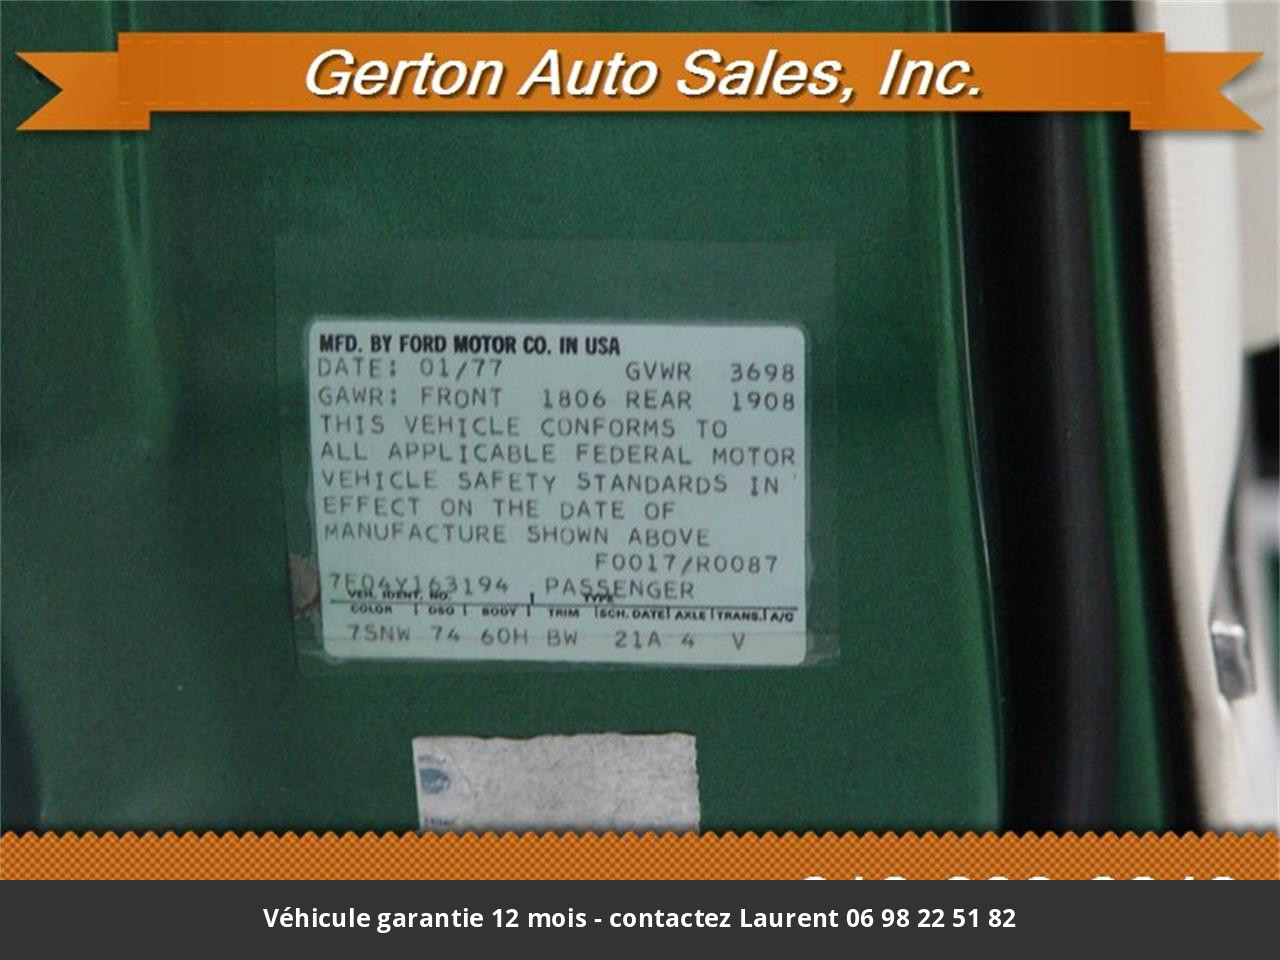 Gerton Auto Sales, Inc.
MFD. BY FORD MOTOR CO. IN USA
DATE: 01/77 GVWR 3698
GAWR: FRONT 1806 REAR 1908
THIS VEHICLE CONFORMS TO
ALL APPLICABLE FEDERAL MOTOR
VEHICLE SAFETY STANDARDS IN
EFFECT ON THE DATE OF
MANUFACTURE SHOWN ABOVE
F0017/R0087
7F04Y163194 PASSENGER
VEH. IDENT. NO. TYPE
COLOR DSO BODY TRIM SCH. DATE AXLE TRANS. A/C
7SNW 74 60H BW 21A 4 V
Véhicule garantie 12 mois - contactez Laurent 06 98 22 51 82